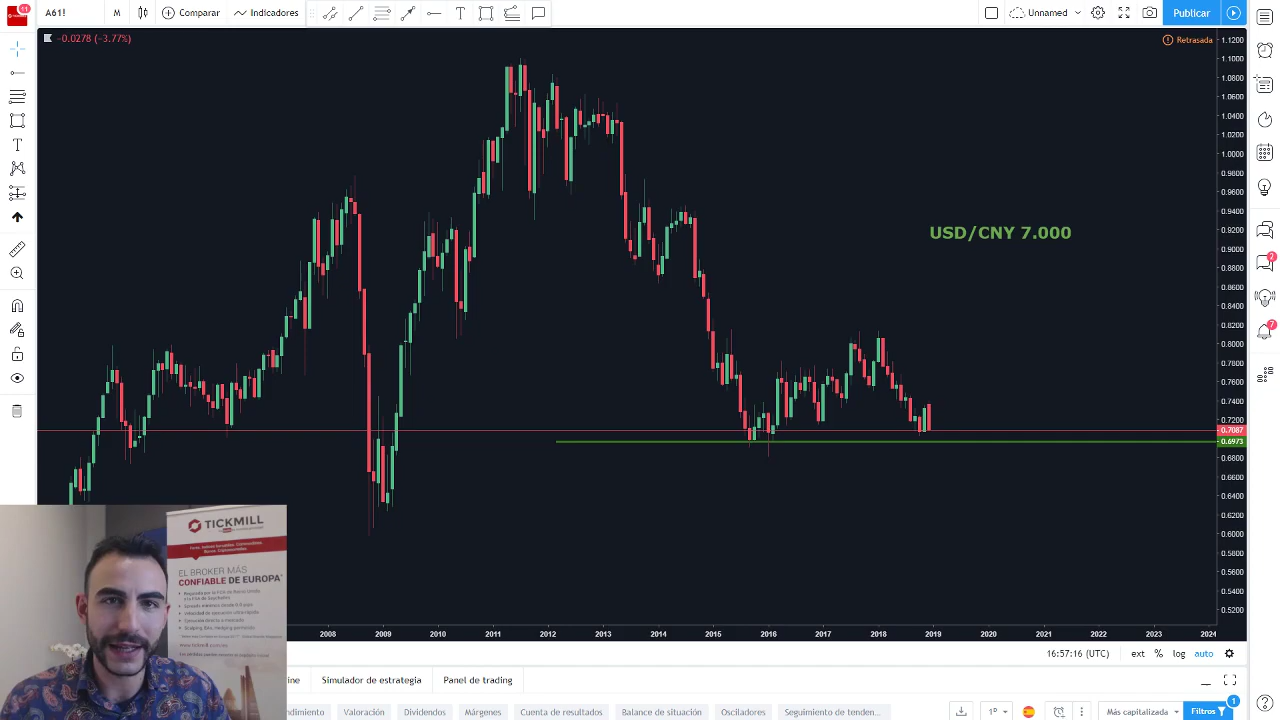 11
A61!
M
Comparar
Indicadores
Unnamed
Publicar
−0.0278 (−3.77%)
Retrasada
1.1200
1.1000
1.0800
1.0600
1.0400
1.0200
1.0000
0.9800
0.9600
0.9400
0.9200
0.9000
0.8800
0.8600
0.8400
0.8200
0.8000
0.7800
0.7600
0.7400
0.7200
0.7087
0.6973
0.6800
0.6600
0.6400
0.6200
0.6000
0.5800
0.5600
0.5400
0.5200
USD/CNY 7.000
2
7
TICKMILL
EL BROKER MÁS
CONFIABLE DE EUROPA*
2008 2009 2010 2011 2012 2013 2014 2015 2016 2017 2018 2019 2020 2021 2022 2023 2024
16:57:16 (UTC) ext % log auto
Simulador de estrategia Panel de trading
ndimiento Valoración Dividendos Márgenes Cuenta de resultados Balance de situación Osciladores Seguimiento de tenden...
1D
Más capitalizada
Filtros
1